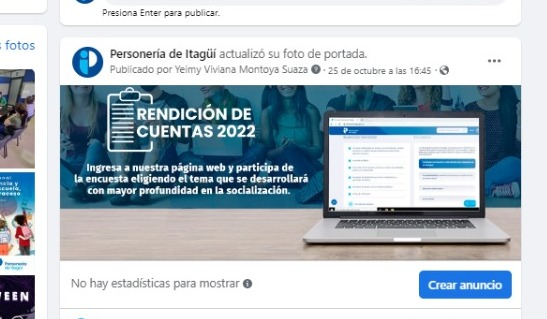 Presiona Enter para publicar.
s fotos
Personería de Itagüí actualizó su foto de portada.
Publicado por Yeimy Viviana Montoya Suaza · 25 de octubre a las 16:45 ·
RENDICIÓN DE
CUENTAS 2022
Ingresa a nuestra página web y participa de
la encuesta eligiendo el tema que se desarrollará
con mayor profundidad en la socialización.
No hay estadísticas para mostrar
Crear anuncio